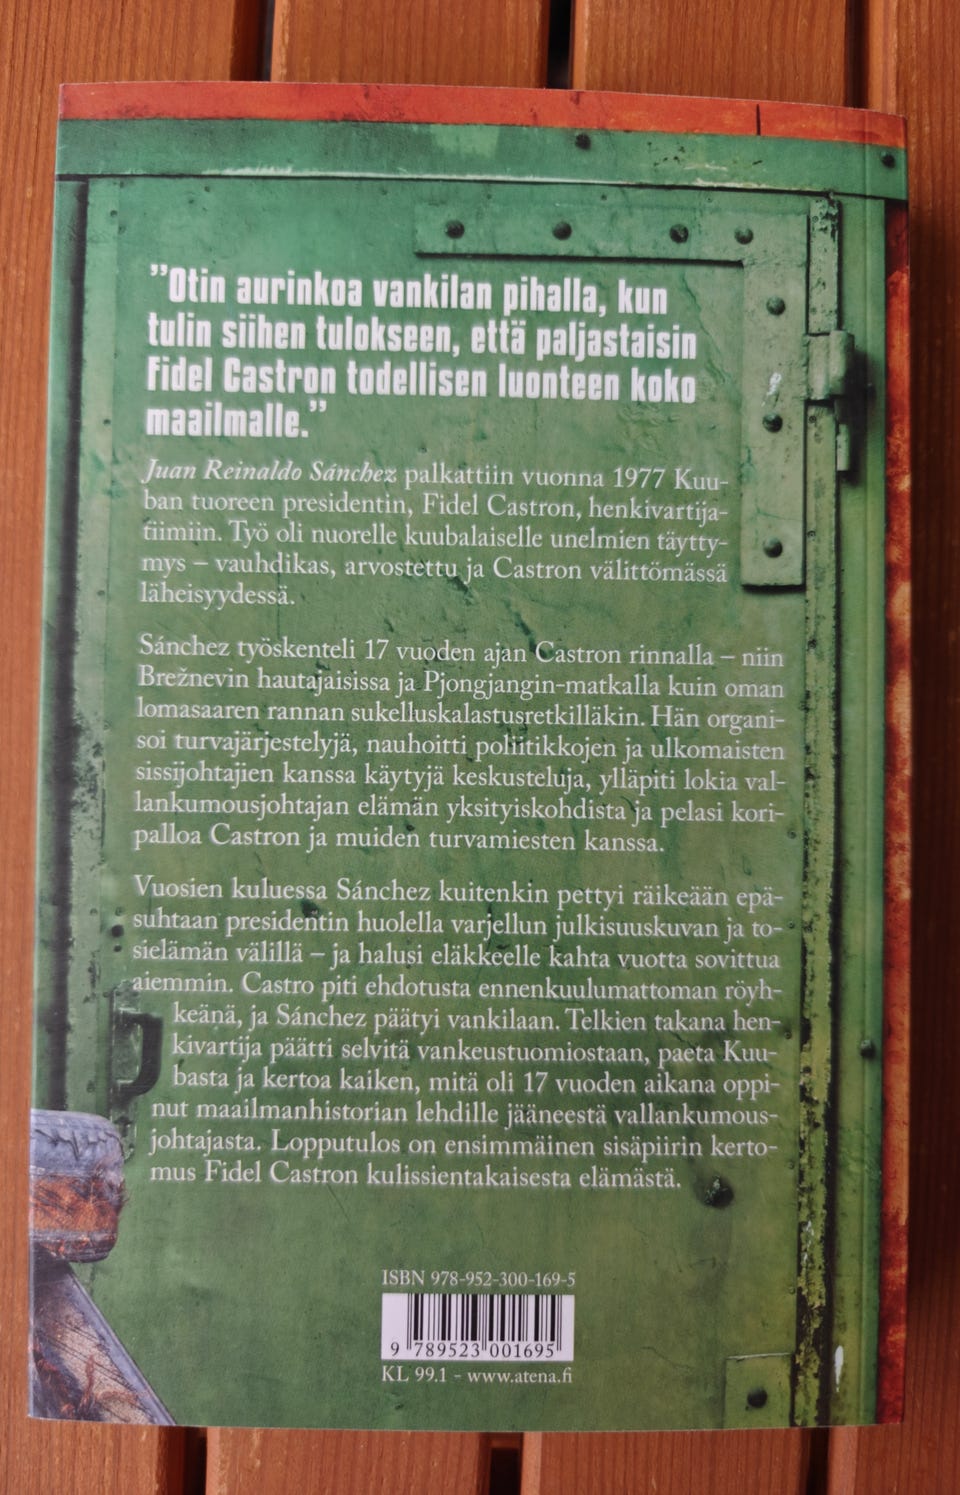 ”Otin aurinkoa vankilan pihalla, kun
tulin siihen tulokseen, että paljastaisin
Fidel Castron todellisen luonteen koko
maailmalle.”
Juan Reinaldo Sánchez palkattiin vuonna 1977 Kuu-
ban tuoreen presidentin, Fidel Castron, henkivartija-
tiimiin. Työ oli nuorelle kuubalaiselle unelmien täytty-
mys – vauhdikas, arvostettu ja Castron välittömässä
läheisyydessä.
Sánchez työskenteli 17 vuoden ajan Castron rinnalla – niin
Brežnevin hautajaisissa ja Pjongjangin-matkalla kuin oman
lomasaaren rannan sukelluskalastusretkilläkin. Hän organi-
soi turvajärjestelyjä, nauhoitti poliitikkojen ja ulkomaisten
sissijohtajien kanssa käytyjä keskusteluja, ylläpiti lokia val-
lankumousjohtajan elämän yksityiskohdista ja pelasi kori-
palloa Castron ja muiden turvamiesten kanssa.
Vuosien kuluessa Sánchez kuitenkin pettyi räikeään epä-
suhtaan presidentin huolella varjellun julkisuuskuvan ja to-
sielämän välillä – ja halusi eläkkeelle kahta vuotta sovittua
aiemmin. Castro piti ehdotusta ennenkuulumattoman röyh-
keänä, ja Sánchez päätyi vankilaan. Telkien takana hen-
kivartija päätti selvitä vankeustuomiostaan, paeta Kuu-
basta ja kertoa kaiken, mitä oli 17 vuoden aikana oppi-
nut maailmanhistorian lehdille jääneestä vallankumous-
johtajasta. Lopputulos on ensimmäinen sisäpiirin kerto-
mus Fidel Castron kulissientakaisesta elämästä.
ISBN 978-952-300-169-5
9 789523 001695
KL 99.1 - www.atena.fi